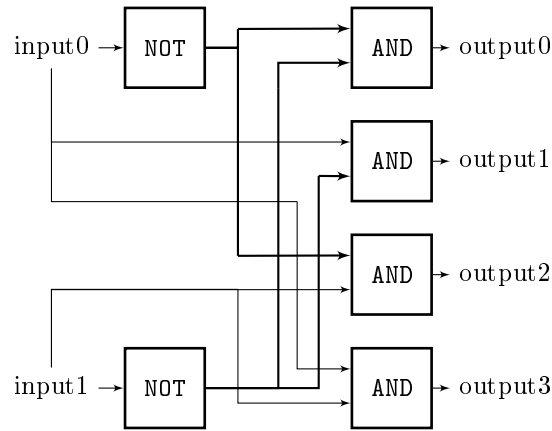 input0 NOT AND output0
AND output1
AND output2
input1 NOT AND output3